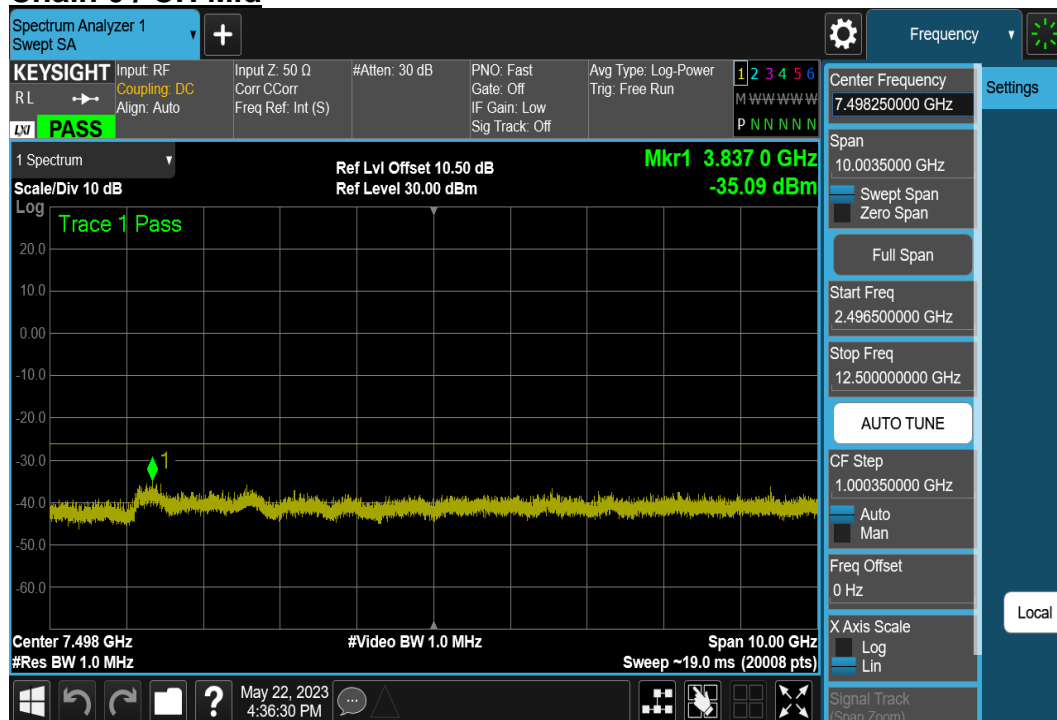 Spectrum Analyzer 1
Swept SA
Frequency
Settings
KEYSIGHT
R L
LXI PASS
Input: RF
Coupling: DC
Align: Auto
Input Z: 50 Ω
Corr CCorr
Freq Ref: Int (S)
#Atten: 30 dB
PNO: Fast
Gate: Off
IF Gain: Low
Sig Track: Off
Avg Type: Log-Power
Trig: Free Run
1 2 3 4 5 6
M W W W W W
P N N N N N
1 Spectrum
Scale/Div 10 dB
Ref Lvl Offset 10.50 dB
Ref Level 30.00 dBm
Mkr1 3.837 0 GHz
-35.09 dBm
Log
Trace 1 Pass
20.0
10.0
0.00
-10.0
-20.0
-30.0
-40.0
-50.0
-60.0
1
Center 7.498 GHz
#Res BW 1.0 MHz
#Video BW 1.0 MHz
Span 10.00 GHz
Sweep ~19.0 ms (20008 pts)
Center Frequency
7.498250000 GHz
Span
10.0035000 GHz
Swept Span
Zero Span
Full Span
Start Freq
2.496500000 GHz
Stop Freq
12.500000000 GHz
AUTO TUNE
CF Step
1.000350000 GHz
Auto
Man
Freq Offset
0 Hz
X Axis Scale
Log
Lin
Signal Track
(Span Zoom)
Local
?
May 22, 2023
4:36:30 PM